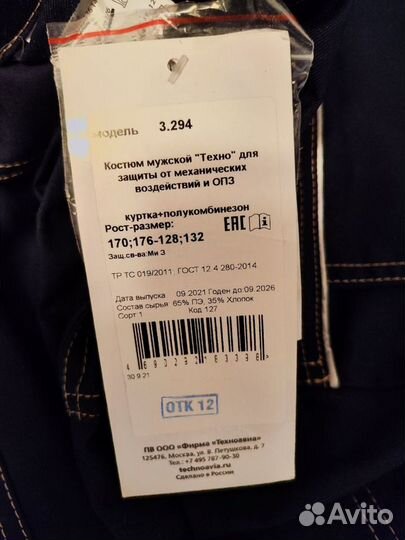 модель 3.294
Костюм мужской "Техно" для
защиты от механических
воздействий и ОПЗ
куртка+полукомбинезон
Рост-размер:
170;176-128;132
ЕАС
Защ.св-ва:Ми З
ТР ТС 019/2011; ГОСТ 12.4.280-2014
Дата выпуска 09.2021 Годен до:09.2026
Состав сырья 65% ПЭ, 35% Хлопок
Сорт 1 Код 127
30.9.21
ОТК 12
ПВ ООО «Фирма «Техноавиа»
125476, Москва, ул. В. Петушкова, д. 7
Тел.: +7 495 787-90-30
technoavia.ru
Сделано в России
Avito